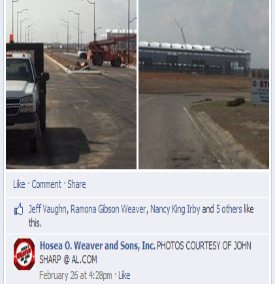 Like · Comment · Share
Jeff Vaughn, Ramona Gibson Weaver, Nancy King Irby and 5 others like
this.
Hosea O. Weaver and Sons, Inc. PHOTOS COURTESY OF JOHN
SHARP @ AL.COM
February 26 at 4:28pm · Like